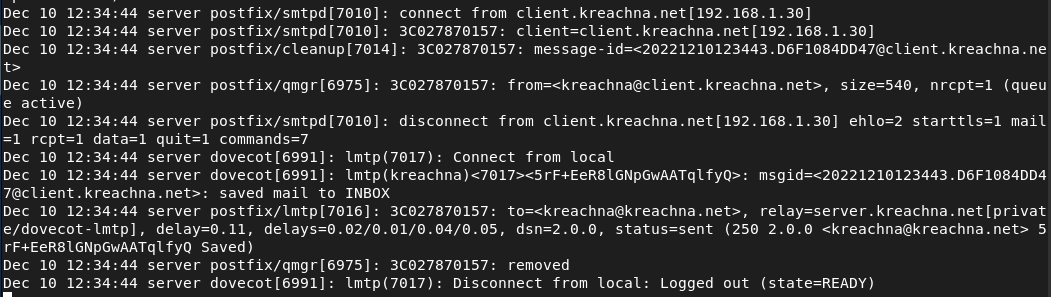 Dec 10 12:34:44 server postfix/smtpd[7010]: connect from client.kreachna.net[192.168.1.30]
Dec 10 12:34:44 server postfix/smtpd[7010]: 3C027870157: client=client.kreachna.net[192.168.1.30]
Dec 10 12:34:44 server postfix/cleanup[7014]: 3C027870157: message-id=<20221210123443.D6F1084DD47@client.kreachna.ne
t>
Dec 10 12:34:44 server postfix/qmgr[6975]: 3C027870157: from=<kreachna@client.kreachna.net>, size=540, nrcpt=1 (queu
e active)
Dec 10 12:34:44 server postfix/smtpd[7010]: disconnect from client.kreachna.net[192.168.1.30] ehlo=2 starttls=1 mail
=1 rcpt=1 data=1 quit=1 commands=7
Dec 10 12:34:44 server dovecot[6991]: lmtp(7017): Connect from local
Dec 10 12:34:44 server dovecot[6991]: lmtp(kreachna)<7017><5rF+EeR8lGNpGwAATqlfyQ>: msgid=<20221210123443.D6F1084DD4
7@client.kreachna.net>: saved mail to INBOX
Dec 10 12:34:44 server postfix/lmtp[7016]: 3C027870157: to=<kreachna@kreachna.net>, relay=server.kreachna.net[privat
e/dovecot-lmtp], delay=0.11, delays=0.02/0.01/0.04/0.05, dsn=2.0.0, status=sent (250 2.0.0 <kreachna@kreachna.net> 5
rF+EeR8lGNpGwAATqlfyQ Saved)
Dec 10 12:34:44 server postfix/qmgr[6975]: 3C027870157: removed
Dec 10 12:34:44 server dovecot[6991]: lmtp(7017): Disconnect from local: Logged out (state=READY)